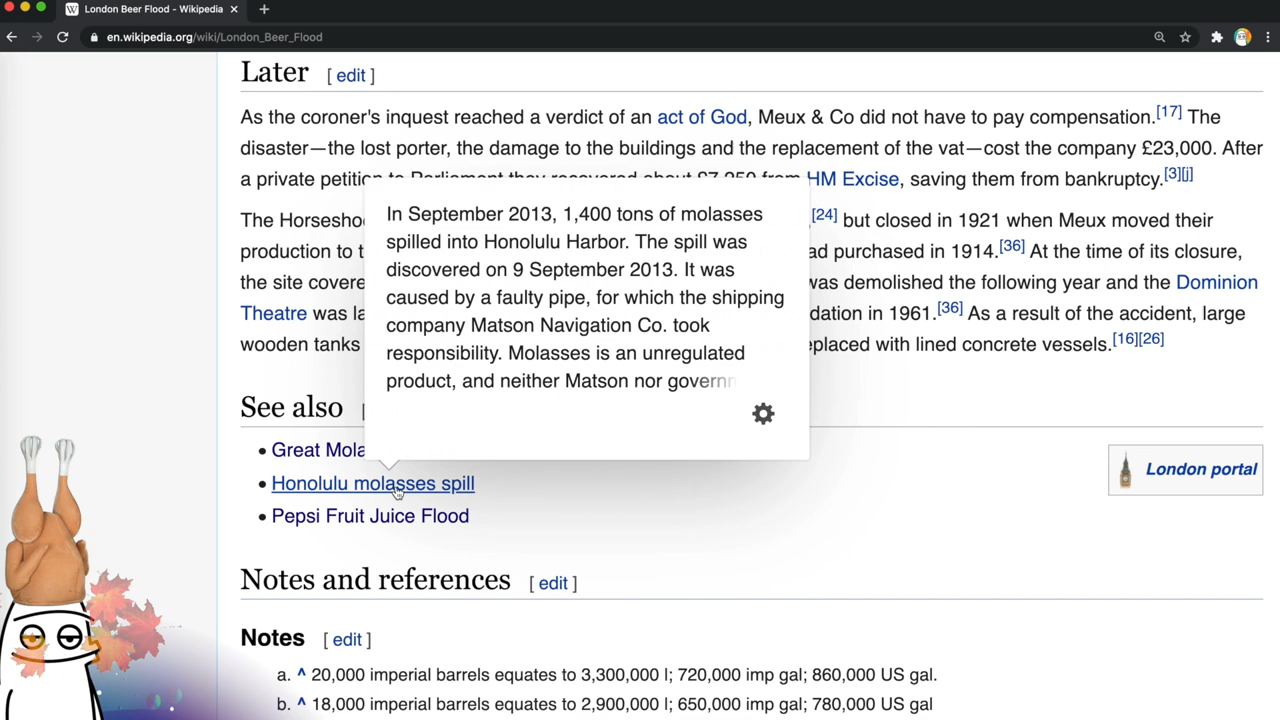 London Beer Flood - Wikipedia
en.wikipedia.org/wiki/London_Beer_Flood
Later [ edit ]
As the coroner's inquest reached a verdict of an act of God, Meux & Co did not have to pay compensation.[17] The
disaster—the lost porter, the damage to the buildings and the replacement of the vat—cost the company £23,000. After
a private petition to Parliament they recovered about £7,250 from HM Excise, saving them from bankruptcy.[3][j]
The Horsesho [24] but closed in 1921 when Meux moved their
production to t ad purchased in 1914.[36] At the time of its closure,
the site covere was demolished the following year and the Dominion
Theatre was la dation in 1961.[36] As a result of the accident, large
wooden tanks eplaced with lined concrete vessels.[16][26]
In September 2013, 1,400 tons of molasses
spilled into Honolulu Harbor. The spill was
discovered on 9 September 2013. It was
caused by a faulty pipe, for which the shipping
company Matson Navigation Co. took
responsibility. Molasses is an unregulated
product, and neither Matson nor governm
See also [
• Great Mola
• Honolulu molasses spill
• Pepsi Fruit Juice Flood
London portal
Notes and references [ edit ]
Notes [ edit ]
a. ^ 20,000 imperial barrels equates to 3,300,000 l; 720,000 imp gal; 860,000 US gal.
b. ^ 18,000 imperial barrels equates to 2,900,000 l; 650,000 imp gal; 780,000 US gal